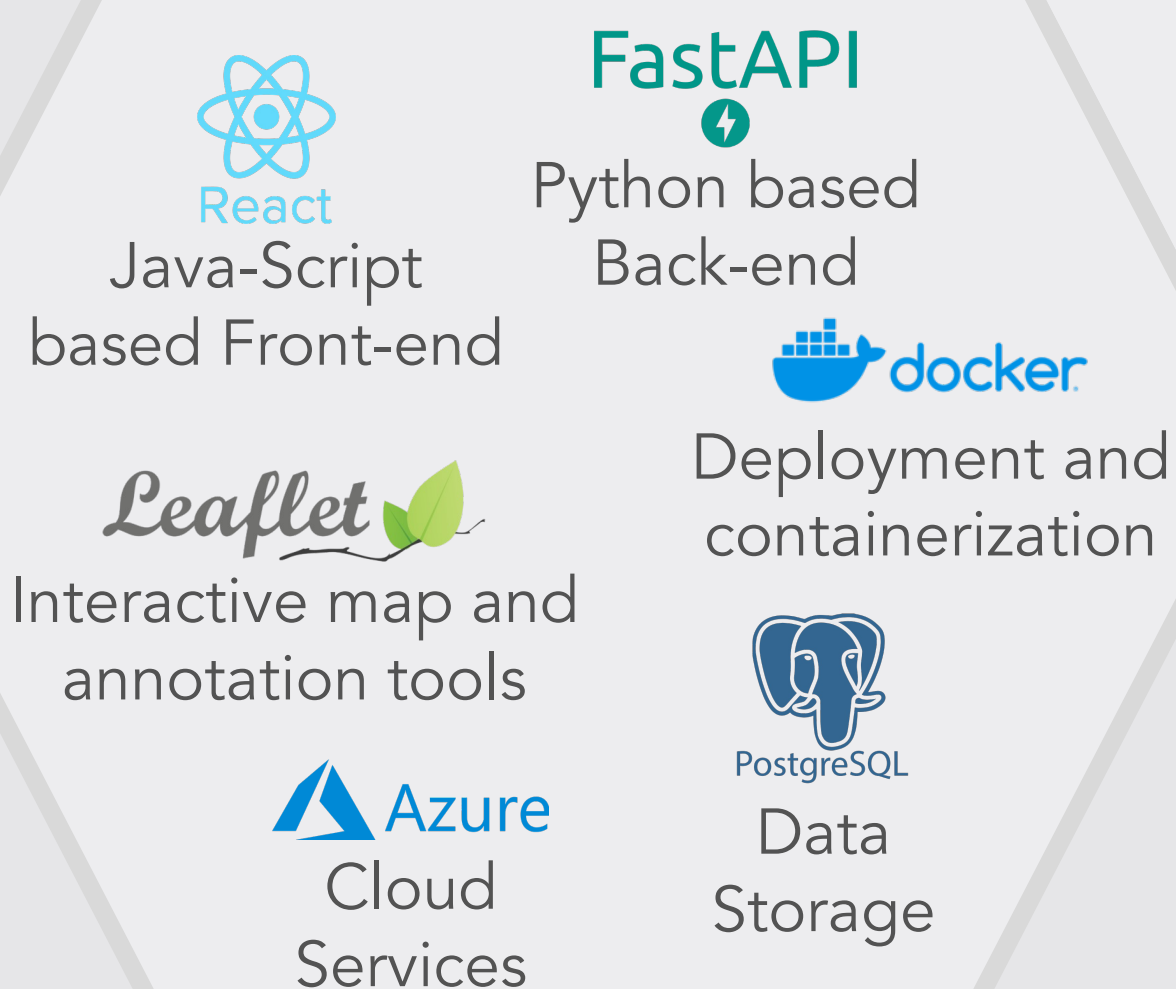 React
Java-Script
based Front-end
FastAPI
Python based
Back-end
docker
Deployment and
containerization
Leaflet
Interactive map and
annotation tools
PostgreSQL
Data
Storage
Azure
Cloud
Services